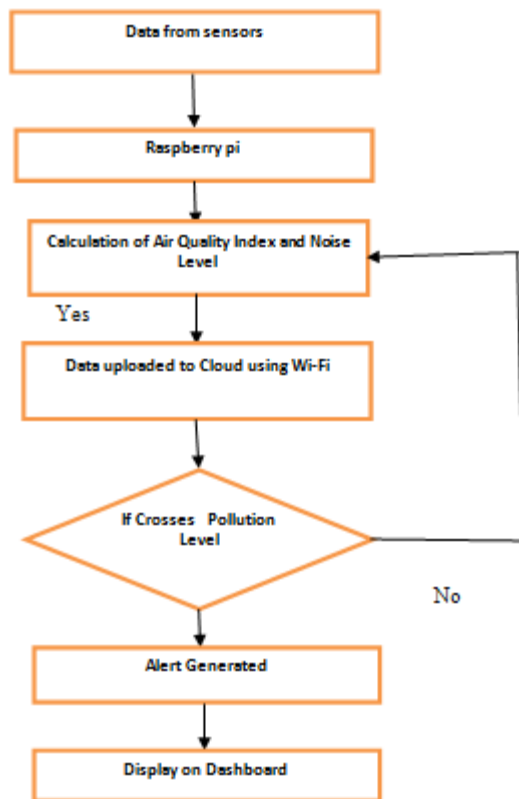 Data from sensors
Raspberry pi
Calculation of Air Quality Index and Noise
Level
Yes
Data uploaded to Cloud using Wi-Fi
If Crosses Pollution
Level
No
Alert Generated
Display on Dashboard